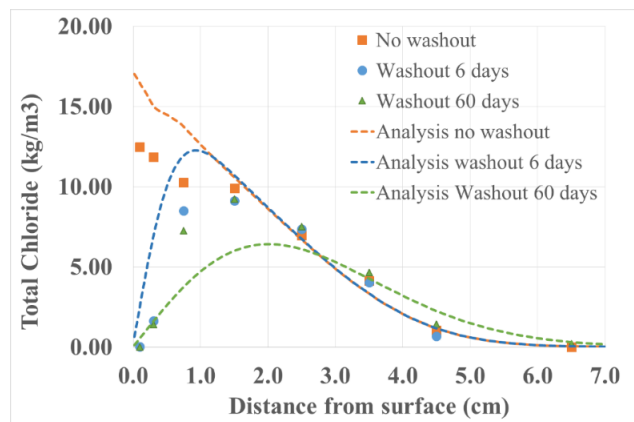 20.00
15.00
10.00
5.00
0.00
Total Chloride (kg/m3)
No washout
Washout 6 days
Washout 60 days
Analysis no washout
Analysis washout 6 days
Analysis Washout 60 days
0.0 1.0 2.0 3.0 4.0 5.0 6.0 7.0
Distance from surface (cm)